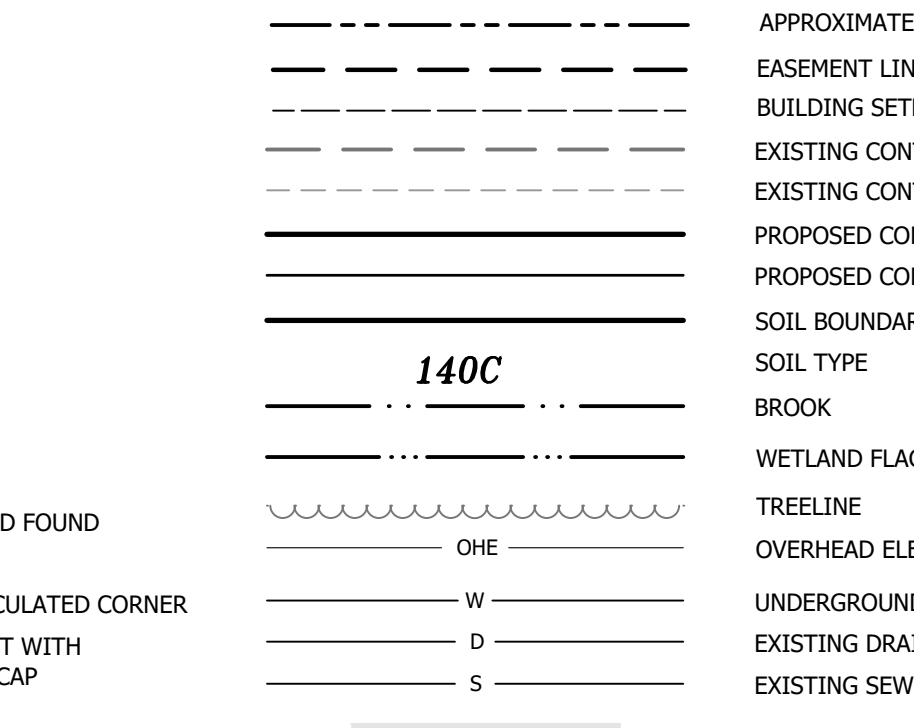 APPROXIMATE
EASEMENT LIN
BUILDING SET
EXISTING CON
EXISTING CON
PROPOSED CO
PROPOSED CO
SOIL BOUNDAR
140C SOIL TYPE
BROOK
WETLAND FLAG
TREELINE
D FOUND
OHE OVERHEAD ELE
CULATED CORNER W UNDERGROUND
T WITH D EXISTING DRAI
CAP S EXISTING SEW